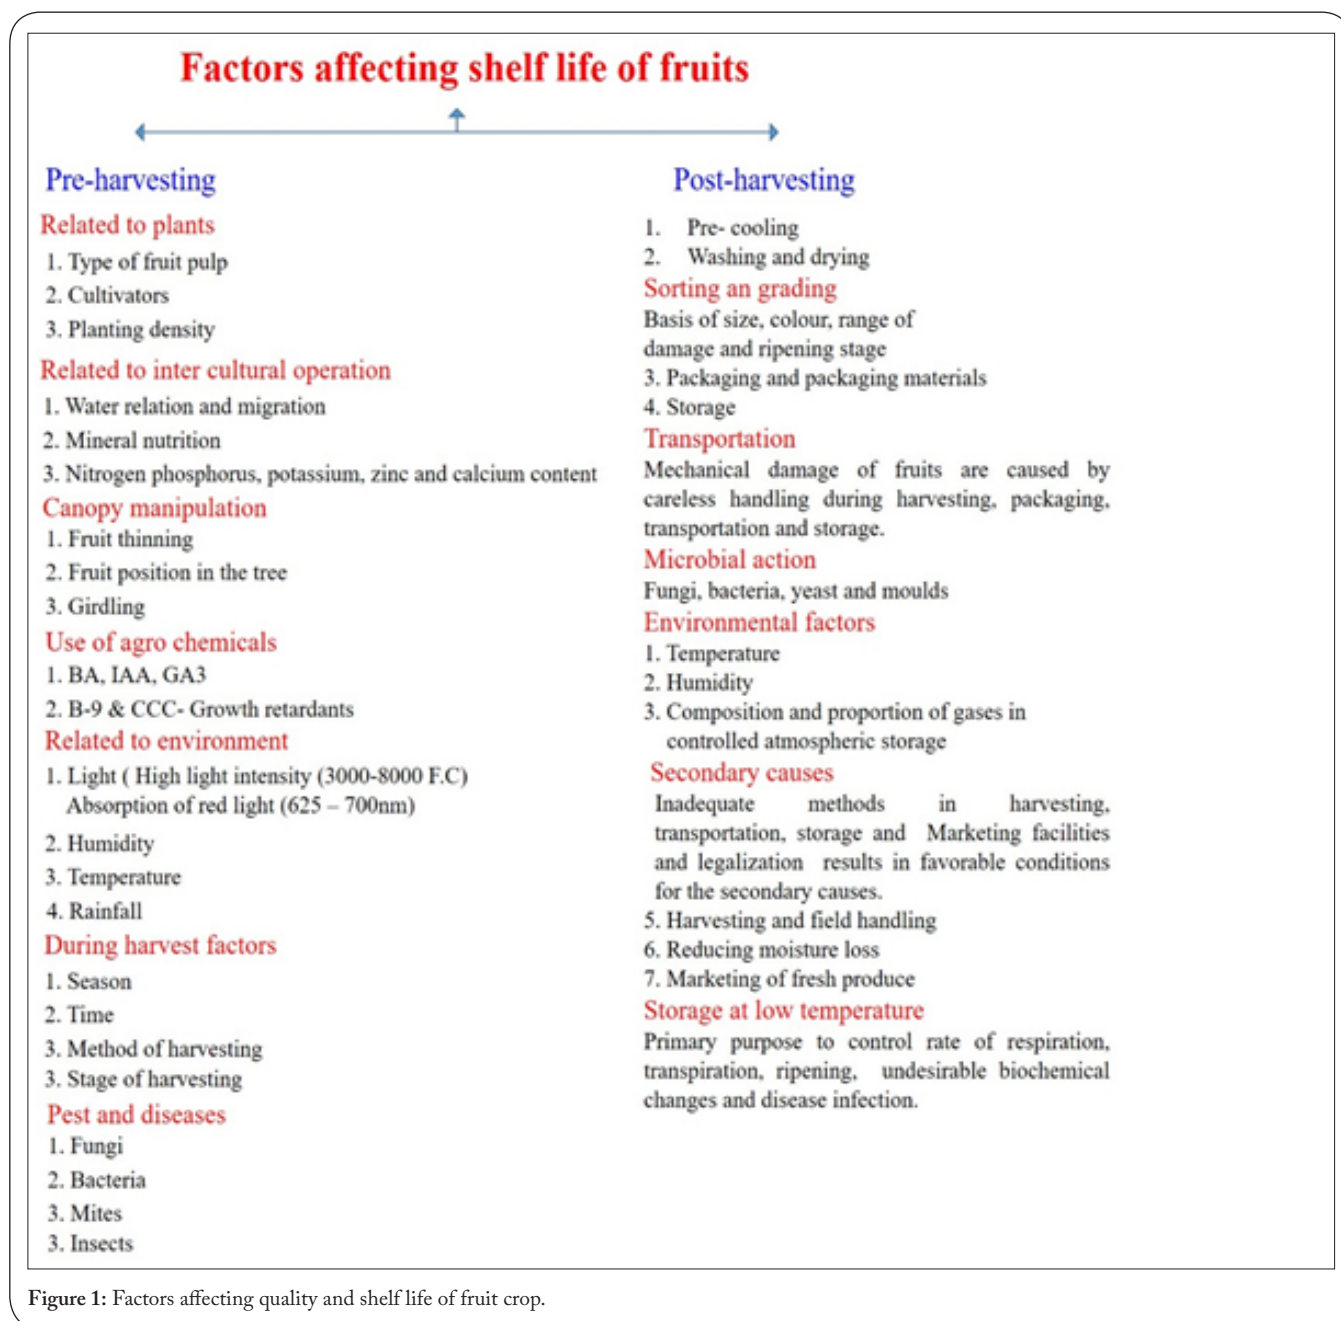 Factors affecting shelf life of fruits
Pre-harvesting
Related to plants
1. Type of fruit pulp
2. Cultivators
3. Planting density
Related to inter cultural operation
1. Water relation and migration
2. Mineral nutrition
3. Nitrogen phosphorus, potassium, zinc and calcium content
Canopy manipulation
1. Fruit thinning
2. Fruit position in the tree
3. Girdling
Use of agro chemicals
1. BA, IAA, GA3
2. B-9 & CCC- Growth retardants
Related to environment
1. Light ( High light intensity (3000-8000 F.C)
Absorption of red light (625 – 700nm)
2. Humidity
3. Temperature
4. Rainfall
During harvest factors
1. Season
2. Time
3. Method of harvesting
3. Stage of harvesting
Pest and diseases
1. Fungi
2. Bacteria
3. Mites
3. Insects
Post-harvesting
1. Pre- cooling
2. Washing and drying
Sorting an grading
Basis of size, colour, range of
damage and ripening stage
3. Packaging and packaging materials
4. Storage
Transportation
Mechanical damage of fruits are caused by
careless handling during harvesting, packaging,
transportation and storage.
Microbial action
Fungi, bacteria, yeast and moulds
Environmental factors
1. Temperature
2. Humidity
3. Composition and proportion of gases in
controlled atmospheric storage
Secondary causes
Inadequate methods in harvesting,
transportation, storage and Marketing facilities
and legalization results in favorable conditions
for the secondary causes.
5. Harvesting and field handling
6. Reducing moisture loss
7. Marketing of fresh produce
Storage at low temperature
Primary purpose to control rate of respiration,
transpiration, ripening, undesirable biochemical
changes and disease infection.
Figure 1: Factors affecting quality and shelf life of fruit crop.